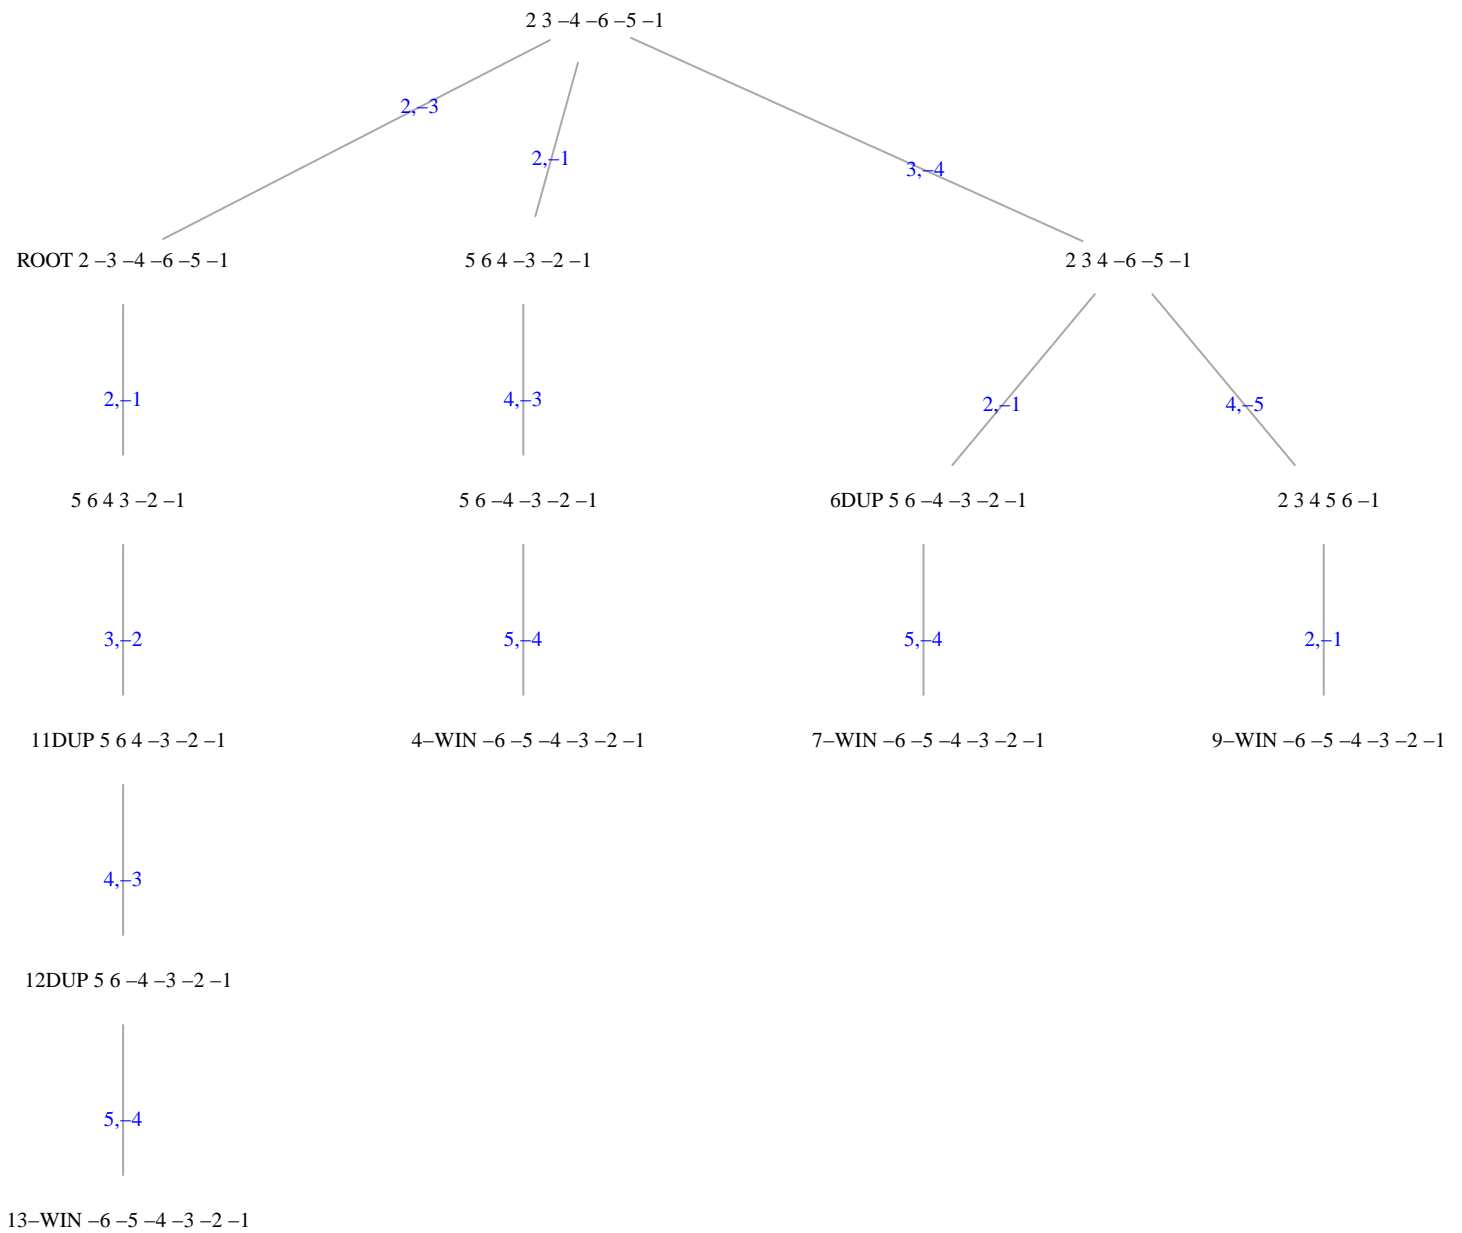 2 3 –4 –6 –5 –1
2,–3
2,–1
3,–4
ROOT 2 –3 –4 –6 –5 –1
5 6 4 –3 –2 –1
2 3 4 –6 –5 –1
2,–1
4,–3
2,–1
4,–5
5 6 4 3 –2 –1
5 6 –4 –3 –2 –1
6DUP 5 6 –4 –3 –2 –1
2 3 4 5 6 –1
3,–2
5,–4
5,–4
2,–1
11DUP 5 6 4 –3 –2 –1
4–WIN –6 –5 –4 –3 –2 –1
7–WIN –6 –5 –4 –3 –2 –1
9–WIN –6 –5 –4 –3 –2 –1
4,–3
12DUP 5 6 –4 –3 –2 –1
5,–4
13–WIN –6 –5 –4 –3 –2 –1